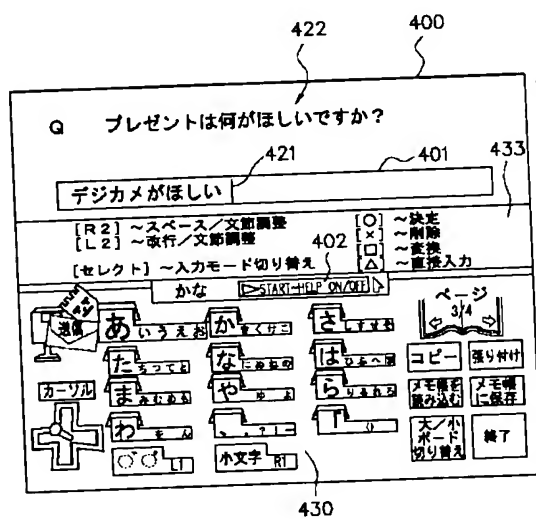 400
422
Q プレゼントは何がほしいですか?
421
401
433
デジカメがほしい
[R2] ~スペース/文節調整
[L2] ~改行/文節調整
[セレクト] ~入力モード切り替え
[○] ~決定
[×] ~削除
[□] ~変換
[△] ~直接入力
402
かな
▷START-HELP ON/OFF
ページ
3/4
送信
あいうえお
かきくけこ
さしすせそ
たちつてと
なにぬねの
はひふへほ
コピー
張り付け
カーソル
まみむめも
やゆよ
らりるれろ
メモ帳を
読み込む
メモ帳
に保存
わをん
、。?!ー
大/小
ボード
切り替え
終了
L1
小文字 R1
430